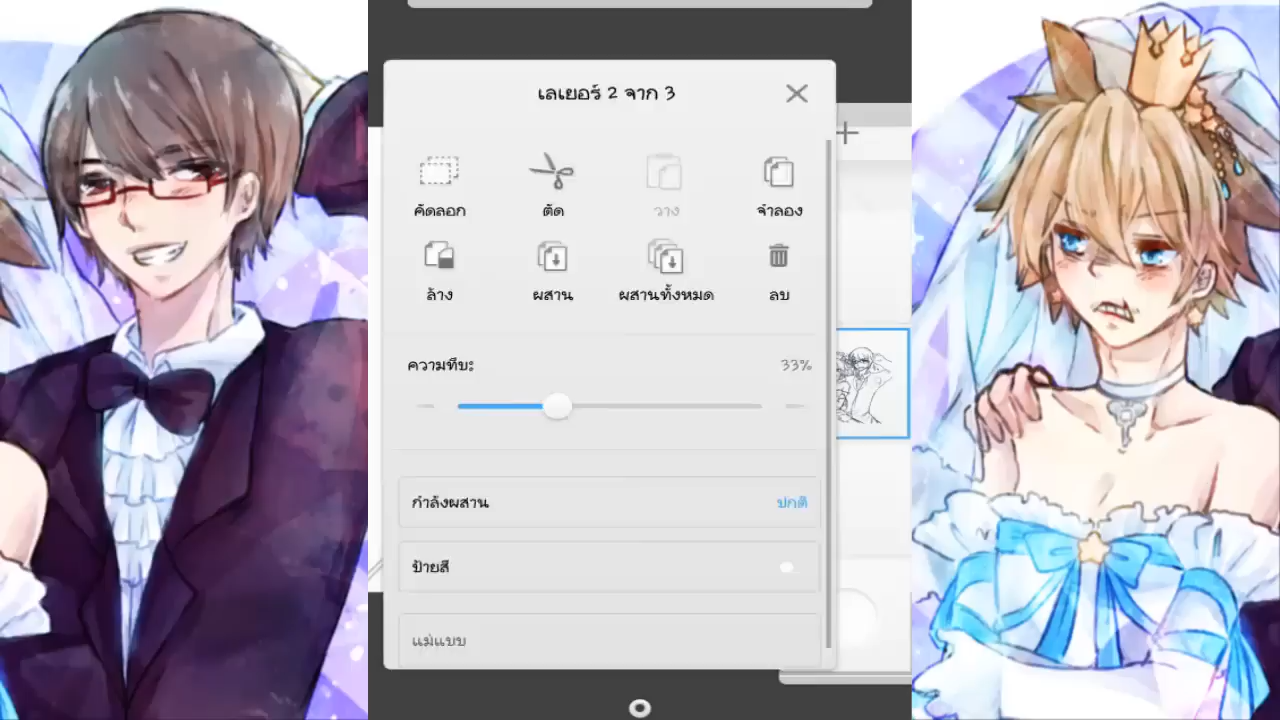 เลเยอร์ 2 จาก 3
คัดลอก ตัด วาง จำลอง
ล้าง ผสาน ผสานทั้งหมด ลบ
ความทึบ: 33%
กำลังผสาน ปกติ
ป้ายสี
แม่แบบ